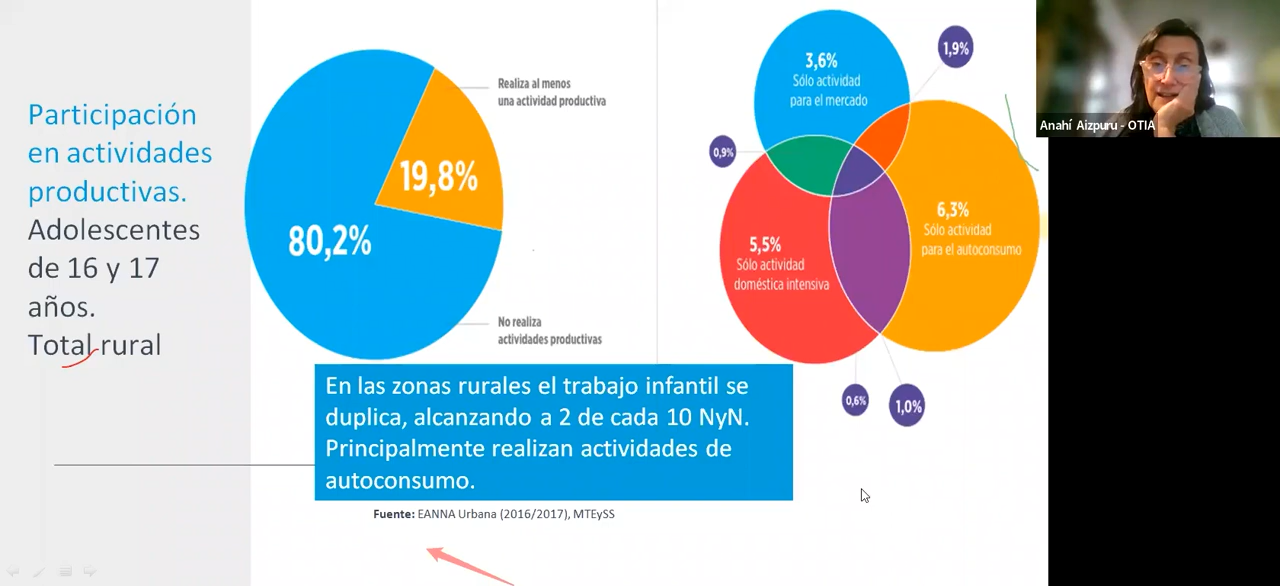 Participación
en actividades
productivas.
Adolescentes
de 16 y 17
años.
Total rural
80,2%
19,8%
Realiza al menos
una actividad productiva
No realiza
actividades productivas
3,6%
Sólo actividad
para el mercado
1,9%
0,9%
6,3%
Sólo actividad
para el autoconsumo
5,5%
Sólo actividad
doméstica intensiva
0,6%
1,0%
En las zonas rurales el trabajo infantil se
duplica, alcanzando a 2 de cada 10 NyN.
Principalmente realizan actividades de
autoconsumo.
Fuente: EANNA Urbana (2016/2017), MTEySS
Anahí Aizpuru - OTIA